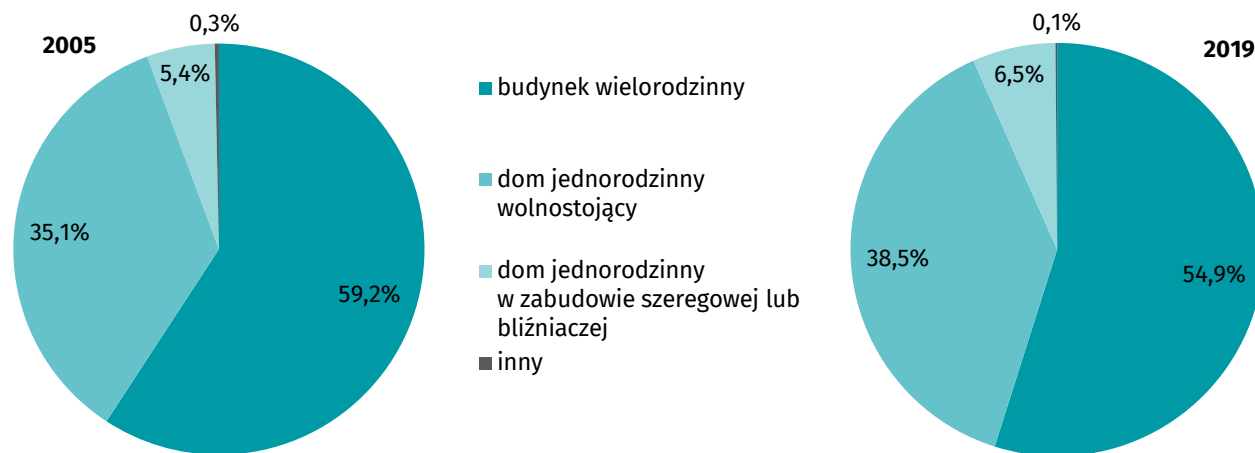 2005
0,3%
5,4%
35,1%
59,2%
budynek wielorodzinny
dom jednorodzinny
wolnostojący
dom jednorodzinny
w zabudowie szeregowej lub
bliźniaczej
inny
0,1%
2019
6,5%
38,5%
54,9%